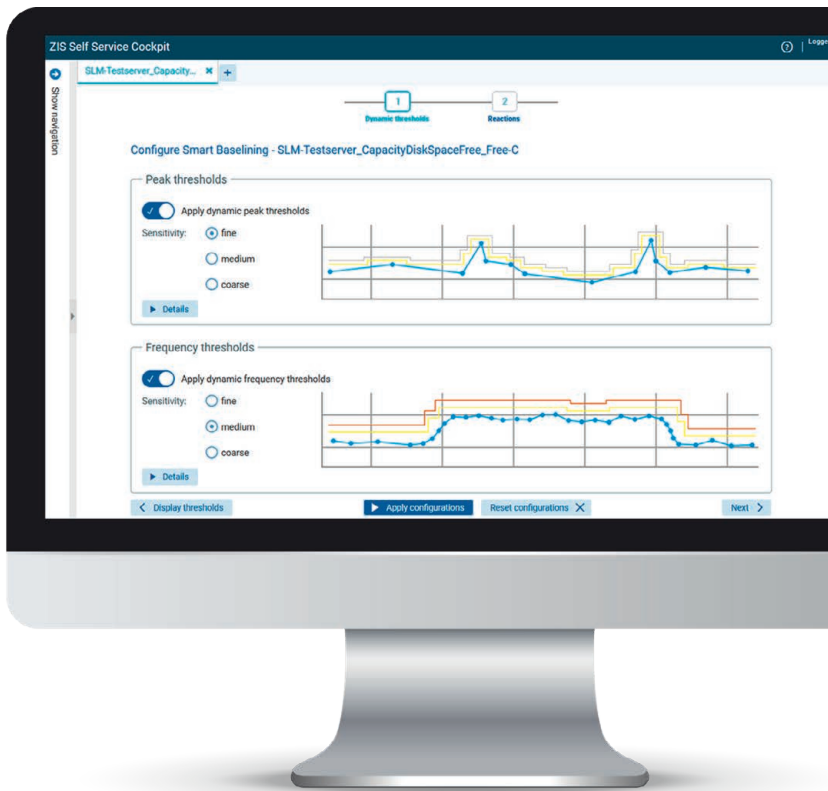 ZIS Self Service Cockpit
Logge
SLM-Testserver_Capacity...
Show navigation
1
2
Dynamic thresholds
Reactions
Configure Smart Baselining - SLM-Testserver_CapacityDiskSpaceFree_Free-C
Peak thresholds
Apply dynamic peak thresholds
Sensitivity:
fine
medium
coarse
Details
Frequency thresholds
Apply dynamic frequency thresholds
Sensitivity:
fine
medium
coarse
Details
Display thresholds
Apply configurations
Reset configurations
Next